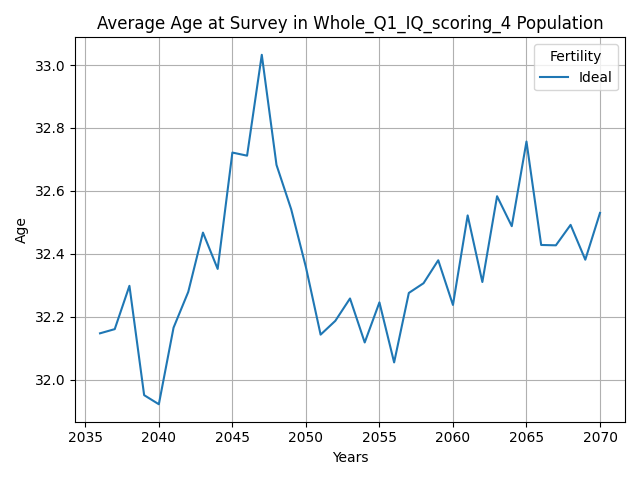 Average Age at Survey in Whole_Q1_IQ_scoring_4 Population
Fertility
Ideal
33.0
32.8
32.6
32.4
32.2
32.0
Age
2035 2040 2045 2050 2055 2060 2065 2070
Years